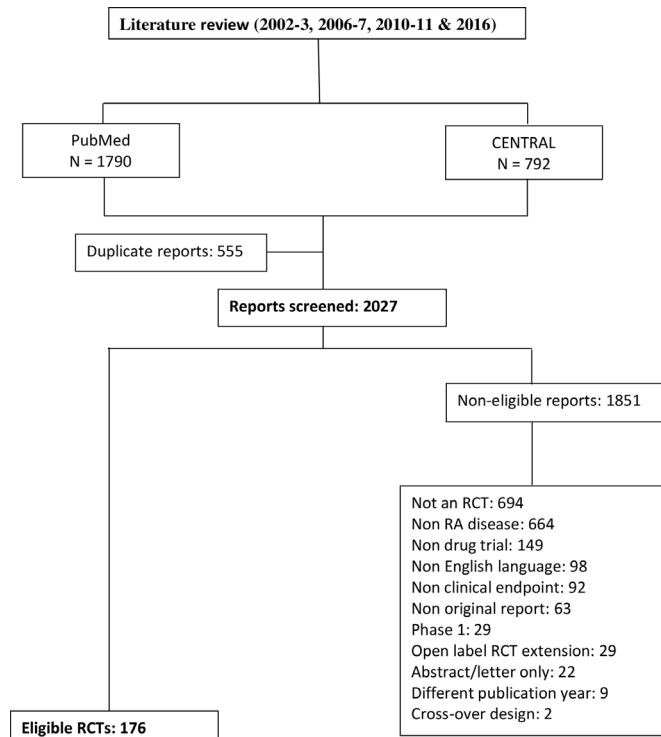 Literature review (2002-3, 2006-7, 2010-11 & 2016)
PubMed
N = 1790
CENTRAL
N = 792
Duplicate reports: 555
Reports screened: 2027
Non-eligible reports: 1851
Not an RCT: 694
Non RA disease: 664
Non drug trial: 149
Non English language: 98
Non clinical endpoint: 92
Non original report: 63
Phase 1: 29
Open label RCT extension: 29
Abstract/letter only: 22
Different publication year: 9
Cross-over design: 2
Eligible RCTs: 176